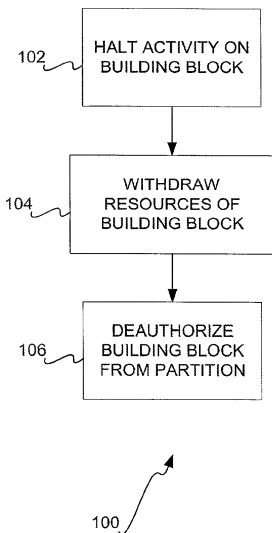 HALT ACTIVITY ON
BUILDING BLOCK
102
WITHDRAW
RESOURCES OF
BUILDING BLOCK
104
DEAUTHORIZE
BUILDING BLOCK
FROM PARTITION
106
100